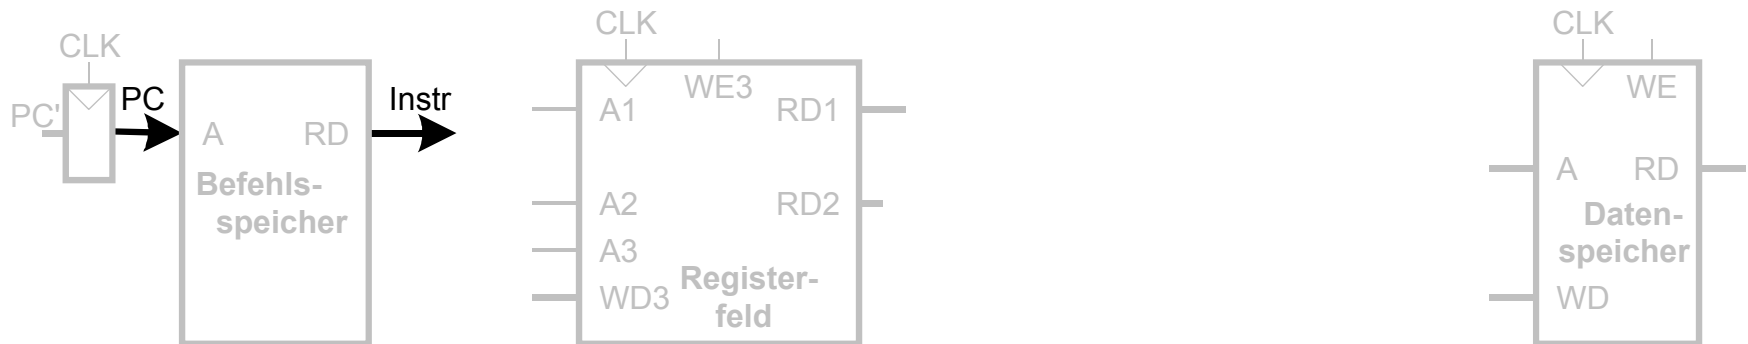 CLK
PC'
PC
A
RD
Befehls-
speicher
Instr
CLK
WE3
A1
RD1
A2
RD2
A3
WD3
Register-
feld
CLK
WE
A
RD
Daten-
speicher
WD